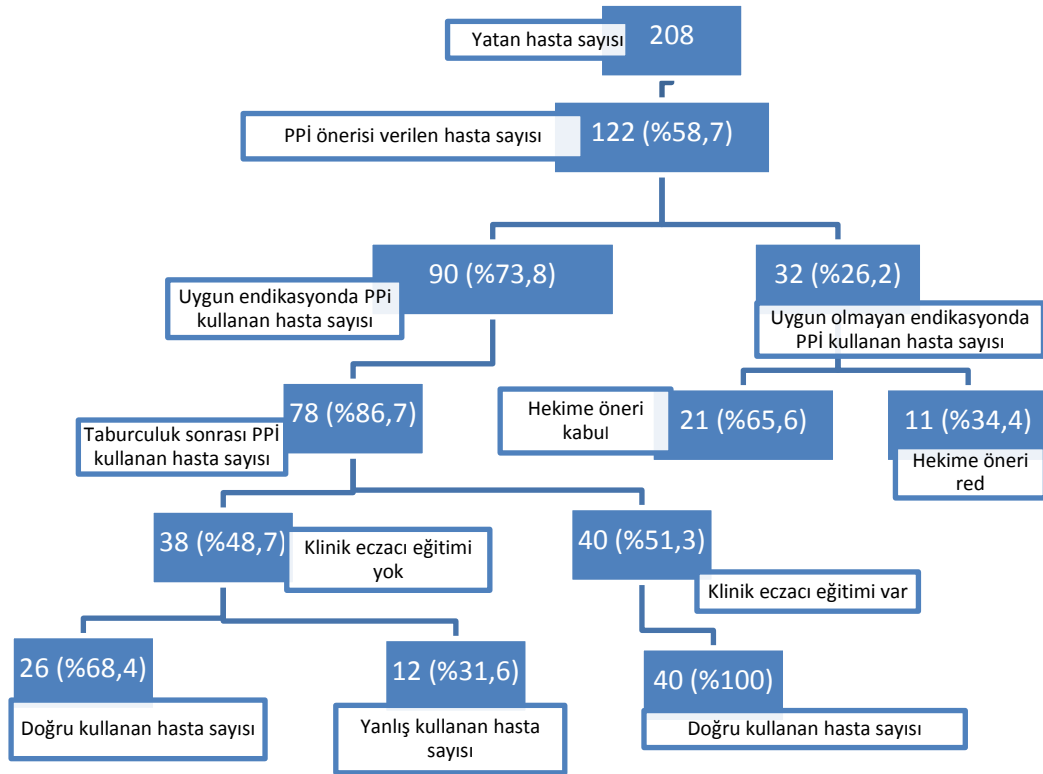 Yatan hasta sayısı
208
PPİ önerisi verilen hasta sayısı
122 (%58,7)
90 (%73,8)
Uygun endikasyonda PPi
kullanan hasta sayısı
32 (%26,2)
Uygun olmayan endikasyonda
PPİ kullanan hasta sayısı
78 (%86,7)
Taburculuk sonrası PPİ
kullanan hasta sayısı
Hekime öneri
kabul
21 (%65,6)
11 (%34,4)
Hekime öneri
red
38 (%48,7)
Klinik eczacı eğitimi
yok
40 (%51,3)
Klinik eczacı eğitimi var
26 (%68,4)
Doğru kullanan hasta sayısı
12 (%31,6)
Yanlış kullanan hasta
sayısı
40 (%100)
Doğru kullanan hasta sayısı